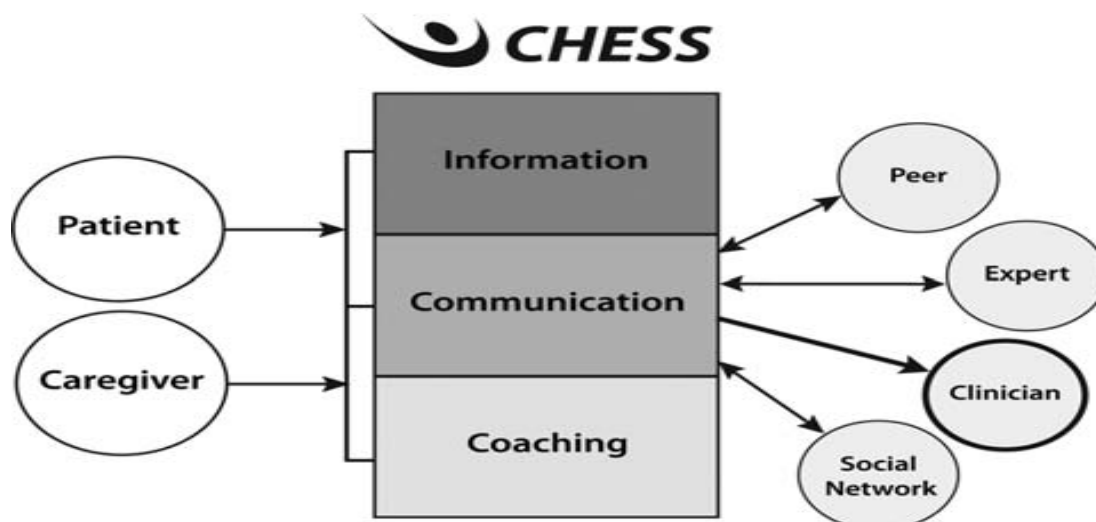 CHESS
Information
Patient
Peer
Communication
Expert
Caregiver
Clinician
Coaching
Social
Network